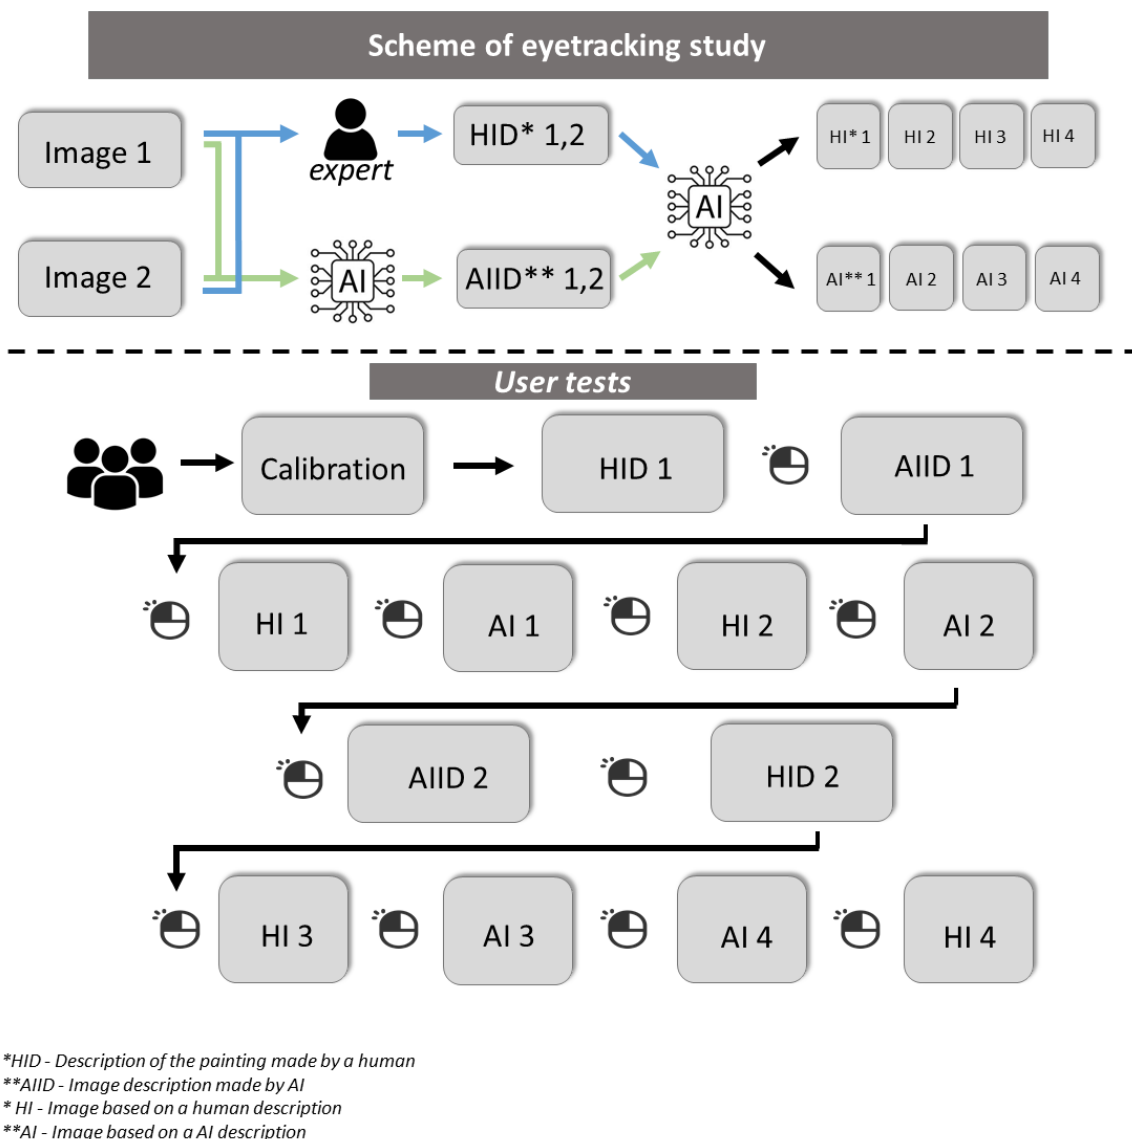 Scheme of eyetracking study
Image 1
expert
HID* 1,2
AI
HI* 1
HI 2
HI 3
HI 4
Image 2
AI
AIID** 1,2
AI** 1
AI 2
AI 3
AI 4
User tests
Calibration
HID 1
AIID 1
HI 1
AI 1
HI 2
AI 2
AIID 2
HID 2
HI 3
AI 3
AI 4
HI 4
*HID - Description of the painting made by a human
**AIID - Image description made by AI
* HI - Image based on a human description
**AI - Image based on a AI description